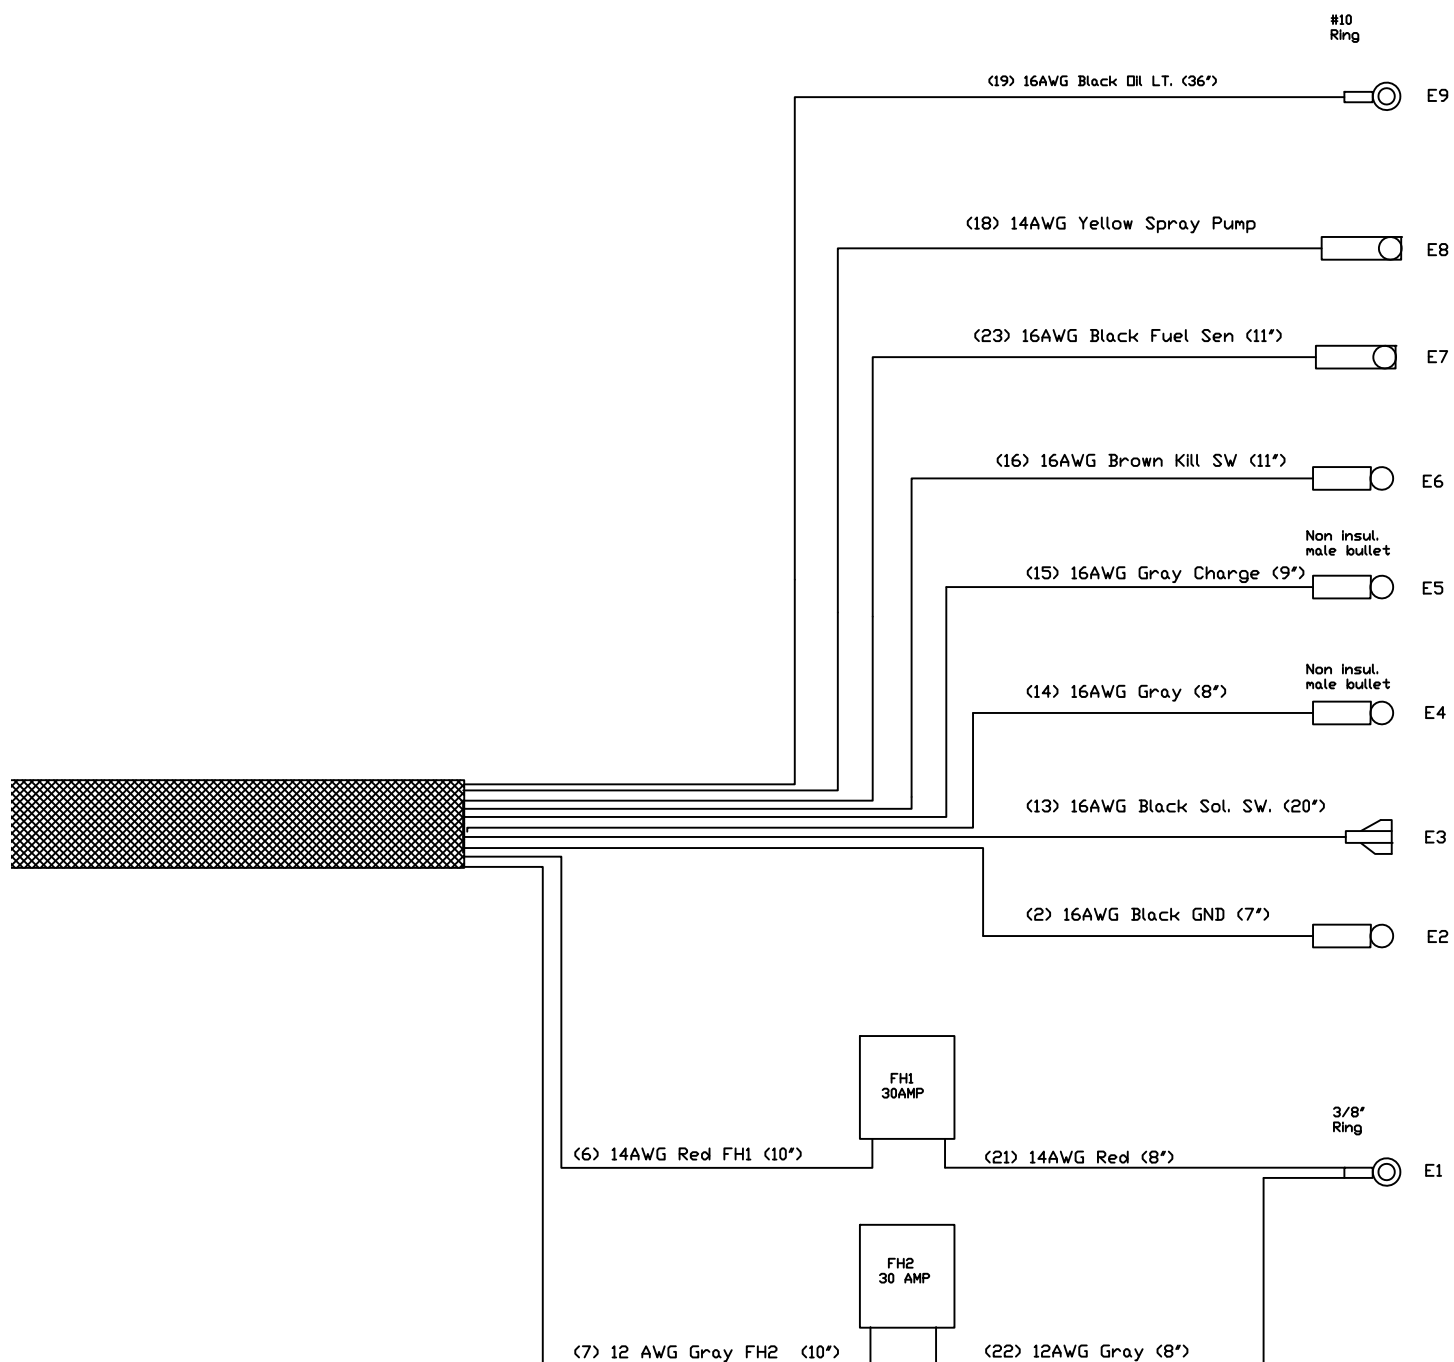 #10
Ring
(19) 16AWG Black Oil LT. (36")
E9
(18) 14AWG Yellow Spray Pump
E8
(23) 16AWG Black Fuel Sen (11")
E7
(16) 16AWG Brown Kill SW (11")
E6
Non insul.
male bullet
(15) 16AWG Gray Charge (9")
E5
Non insul.
male bullet
(14) 16AWG Gray (8")
E4
(13) 16AWG Black Sol. SW. (20")
E3
(2) 16AWG Black GND (7")
E2
FH1
30AMP
3/8"
Ring
(6) 14AWG Red FH1 (10")
(21) 14AWG Red (8")
E1
FH2
30 AMP
(7) 12 AWG Gray FH2 (10")
(22) 12AWG Gray (8")